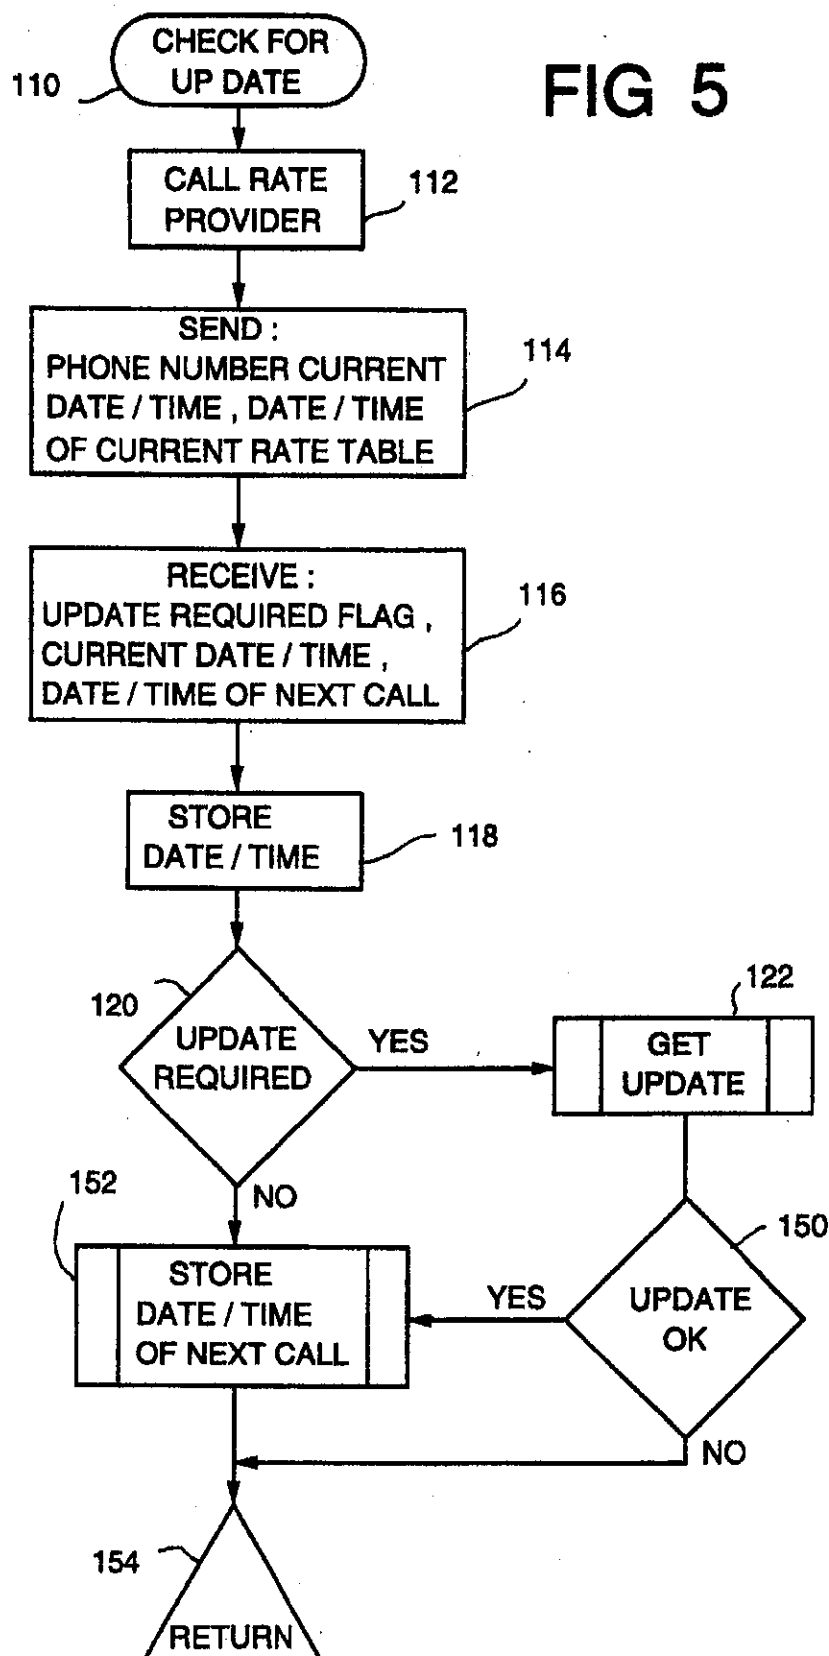 CHECK FOR
UP DATE
110
FIG 5
CALL RATE
PROVIDER
112
SEND :
PHONE NUMBER CURRENT
DATE / TIME , DATE / TIME
OF CURRENT RATE TABLE
114
RECEIVE :
UPDATE REQUIRED FLAG ,
CURRENT DATE / TIME ,
DATE / TIME OF NEXT CALL
116
STORE
DATE / TIME
118
120
UPDATE
REQUIRED
YES
122
GET
UPDATE
NO
152
STORE
DATE / TIME
OF NEXT CALL
YES
150
UPDATE
OK
NO
154
RETURN